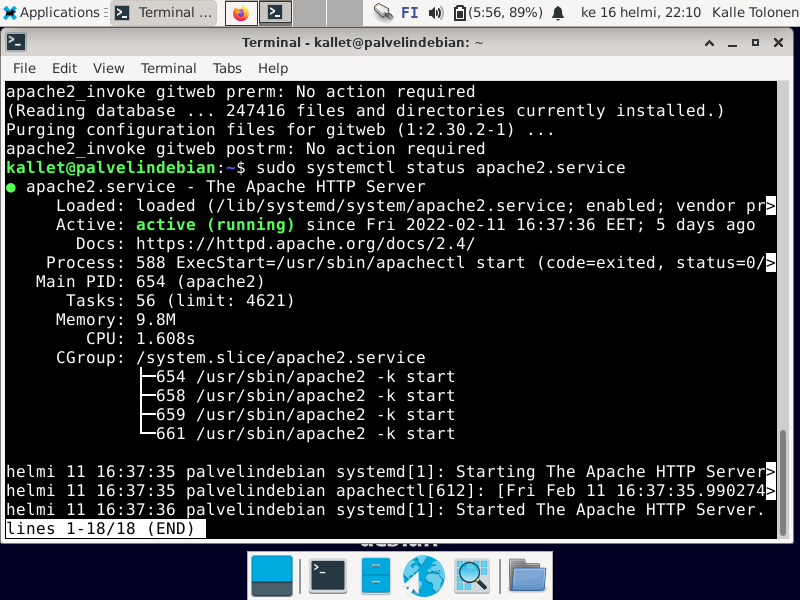 Applications
Terminal ...
FI
(5:56, 89%)
ke 16 helmi, 22:10
Kalle Tolonen
Terminal - kallet@palvelindebian: ~
File Edit View Terminal Tabs Help
apache2_invoke gitweb prerm: No action required
(Reading database ... 247416 files and directories currently installed.)
Purging configuration files for gitweb (1:2.30.2-1) ...
apache2_invoke gitweb postrm: No action required
kallet@palvelindebian:~$ sudo systemctl status apache2.service
● apache2.service - The Apache HTTP Server
Loaded: loaded (/lib/systemd/system/apache2.service; enabled; vendor pr>
Active: active (running) since Fri 2022-02-11 16:37:36 EET; 5 days ago
Docs: https://httpd.apache.org/docs/2.4/
Process: 588 ExecStart=/usr/sbin/apachectl start (code=exited, status=0/>
Main PID: 654 (apache2)
Tasks: 56 (limit: 4621)
Memory: 9.8M
CPU: 1.608s
CGroup: /system.slice/apache2.service
├─654 /usr/sbin/apache2 -k start
├─658 /usr/sbin/apache2 -k start
├─659 /usr/sbin/apache2 -k start
└─661 /usr/sbin/apache2 -k start
helmi 11 16:37:35 palvelindebian systemd[1]: Starting The Apache HTTP Server>
helmi 11 16:37:35 palvelindebian apachectl[612]: [Fri Feb 11 16:37:35.990274>
helmi 11 16:37:36 palvelindebian systemd[1]: Started The Apache HTTP Server.
lines 1-18/18 (END)